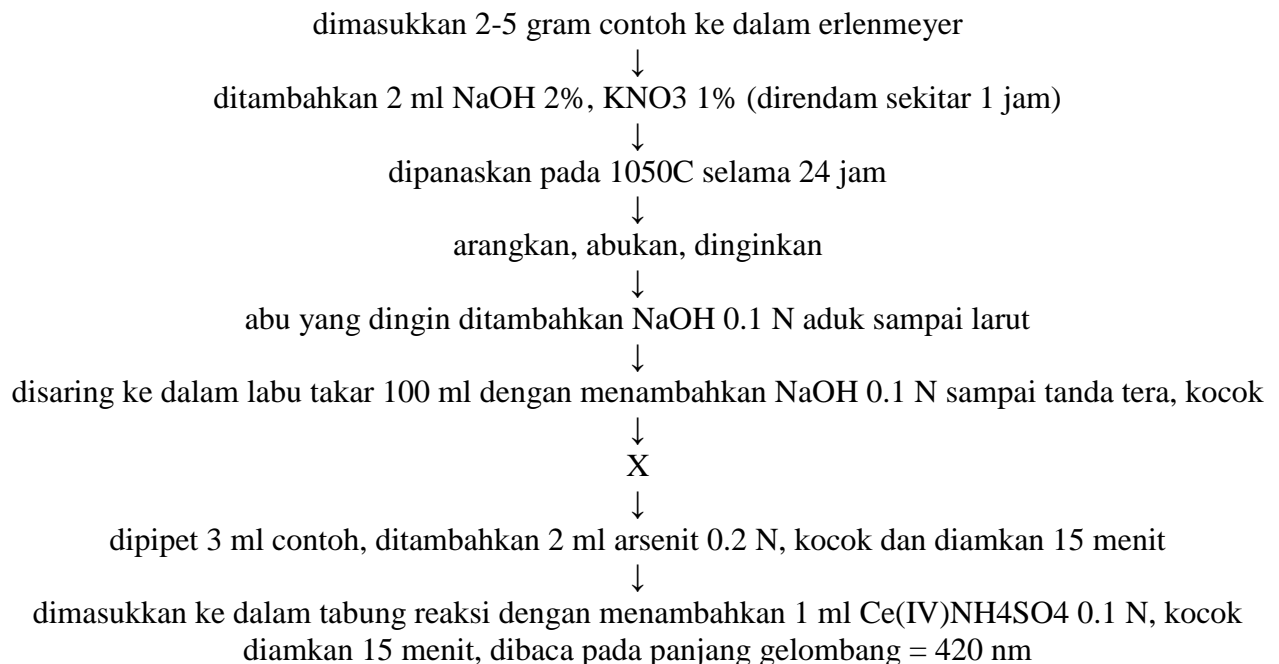 dimasukkan 2-5 gram contoh ke dalam erlenmeyer
↓
ditambahkan 2 ml NaOH 2%, KNO3 1% (direndam sekitar 1 jam)
↓
dipanaskan pada 1050C selama 24 jam
↓
arangkan, abukan, dinginkan
↓
abu yang dingin ditambahkan NaOH 0.1 N aduk sampai larut
↓
disaring ke dalam labu takar 100 ml dengan menambahkan NaOH 0.1 N sampai tanda tera, kocok
↓
X
↓
dipipet 3 ml contoh, ditambahkan 2 ml arsenit 0.2 N, kocok dan diamkan 15 menit
↓
dimasukkan ke dalam tabung reaksi dengan menambahkan 1 ml Ce(IV)NH4SO4 0.1 N, kocok
diamkan 15 menit, dibaca pada panjang gelombang = 420 nm